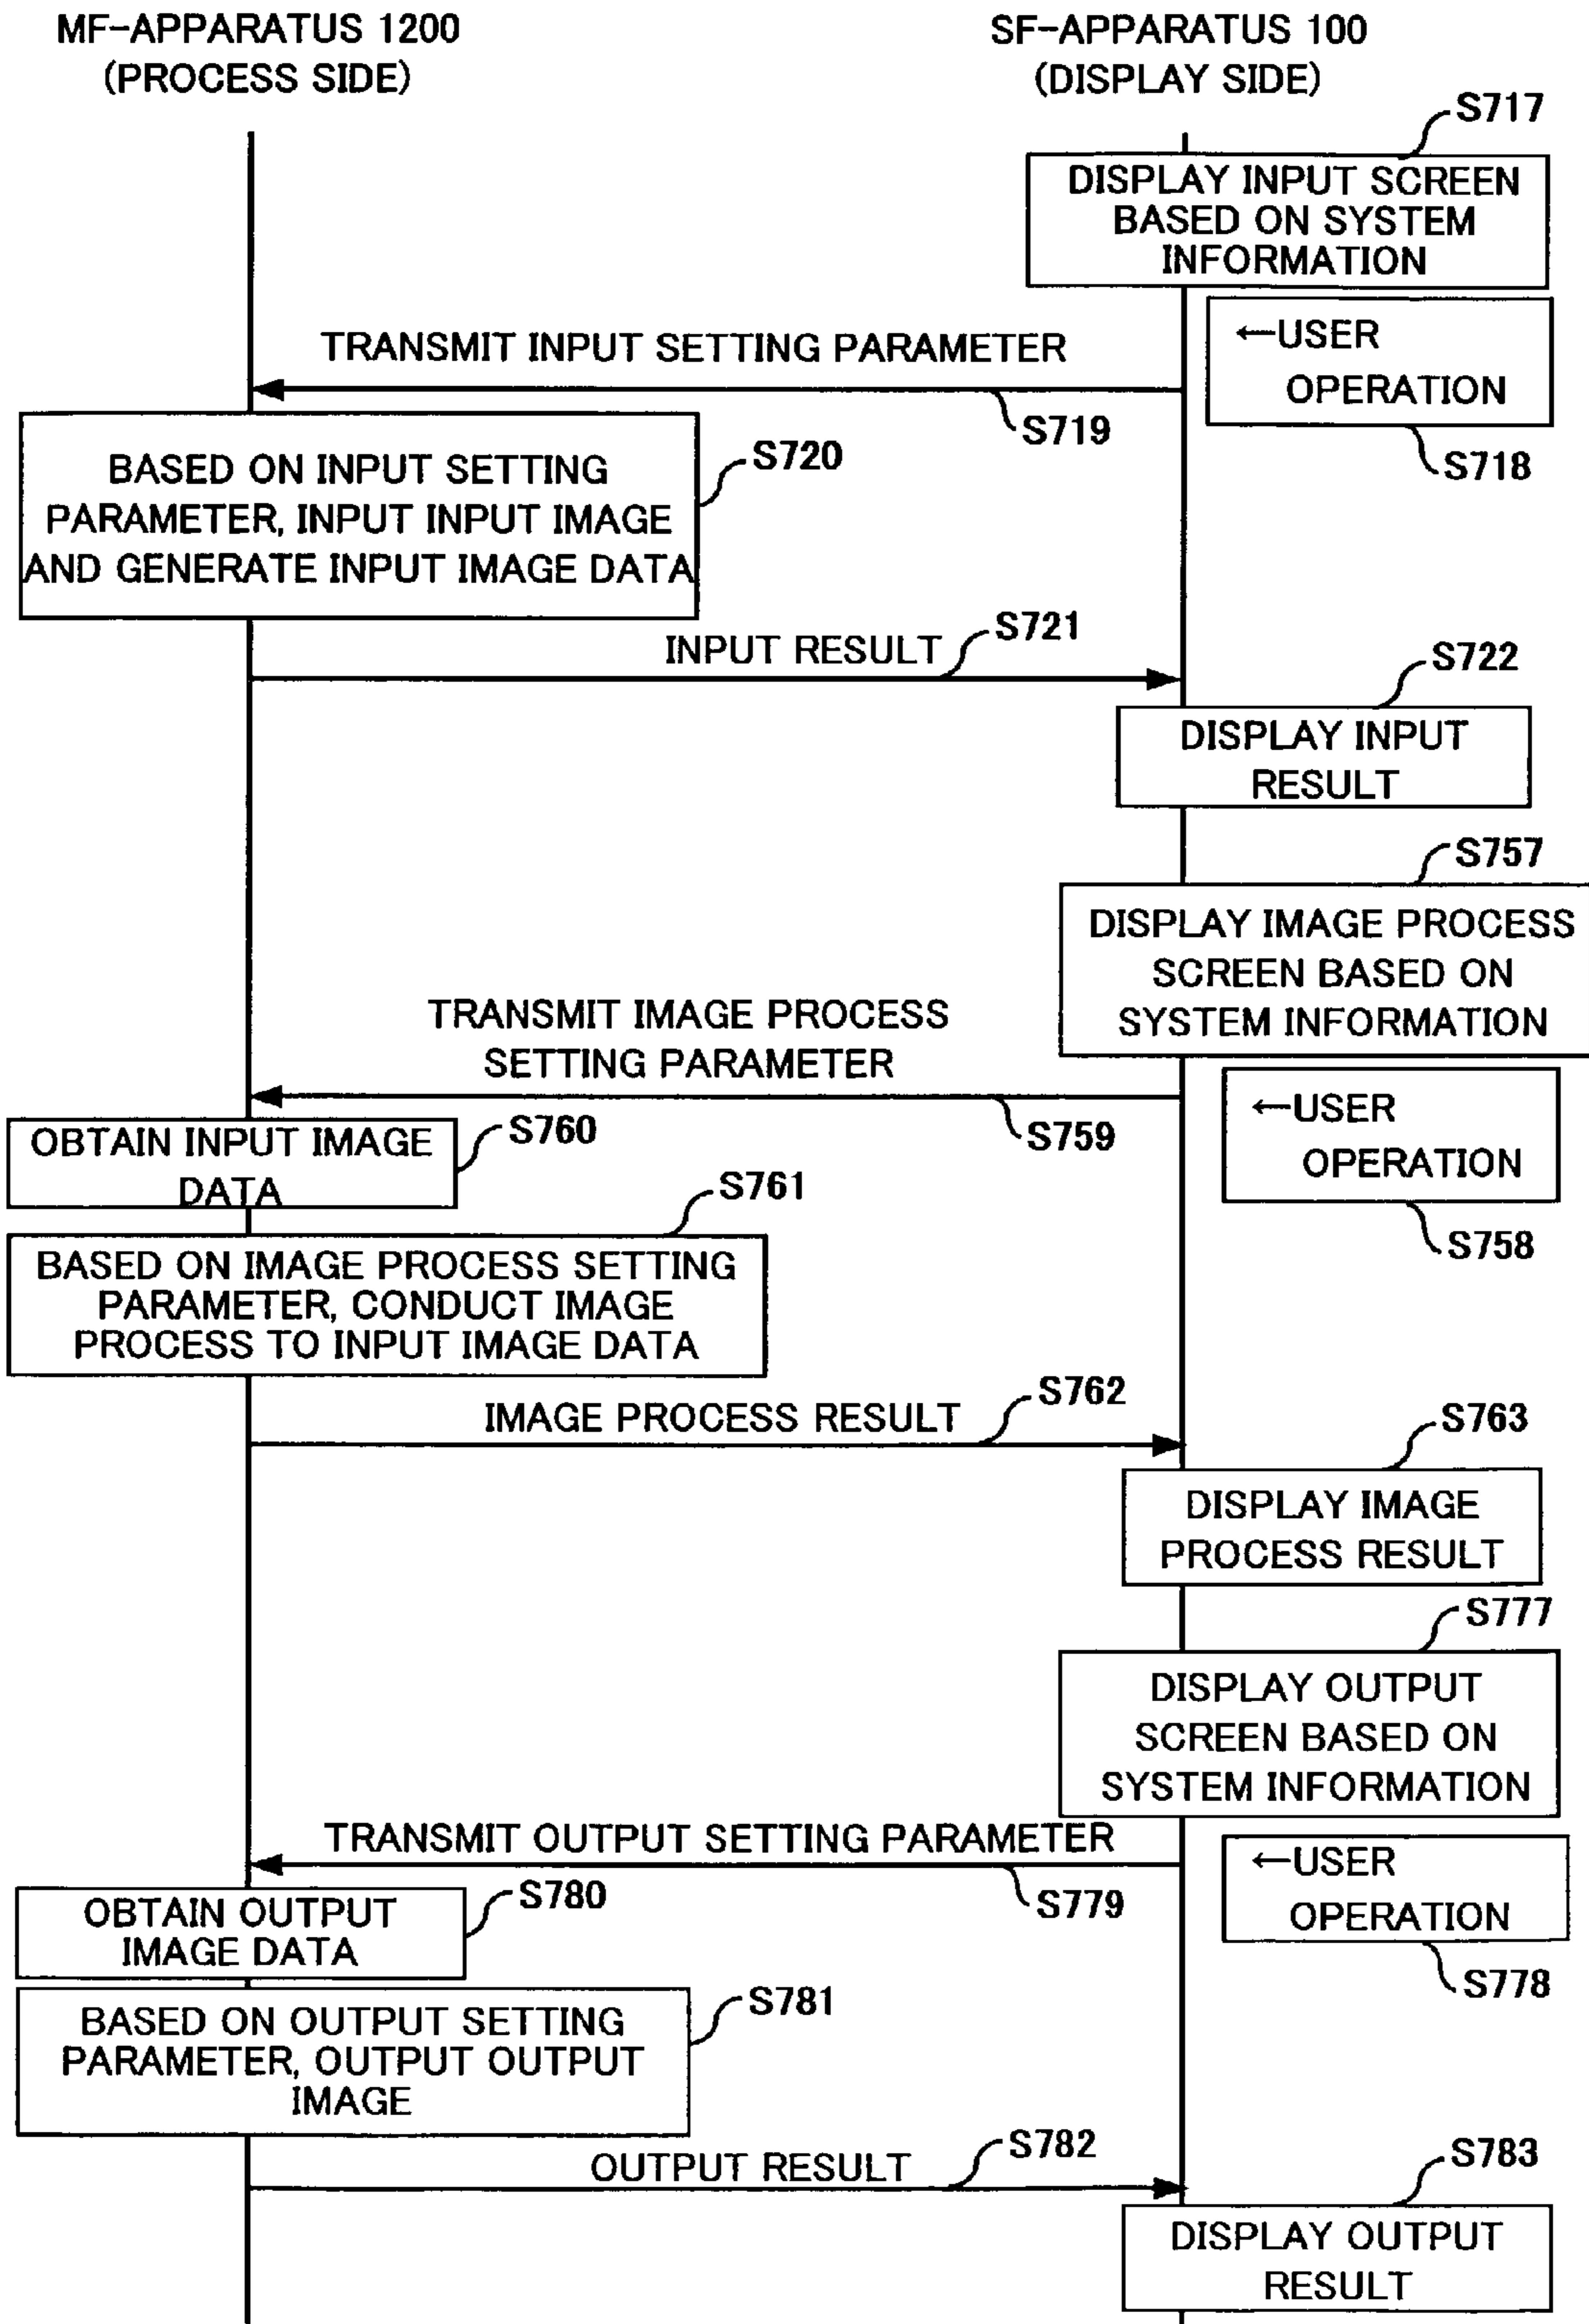 MF-APPARATUS 1200
(PROCESS SIDE)
SF-APPARATUS 100
(DISPLAY SIDE)
S717
DISPLAY INPUT SCREEN
BASED ON SYSTEM
INFORMATION
←USER
OPERATION
S718
TRANSMIT INPUT SETTING PARAMETER
S719
BASED ON INPUT SETTING
PARAMETER, INPUT INPUT IMAGE
AND GENERATE INPUT IMAGE DATA
S720
INPUT RESULT
S721
S722
DISPLAY INPUT
RESULT
S757
DISPLAY IMAGE PROCESS
SCREEN BASED ON
SYSTEM INFORMATION
TRANSMIT IMAGE PROCESS
SETTING PARAMETER
←USER
OPERATION
S758
S759
OBTAIN INPUT IMAGE
DATA
S760
S761
BASED ON IMAGE PROCESS SETTING
PARAMETER, CONDUCT IMAGE
PROCESS TO INPUT IMAGE DATA
IMAGE PROCESS RESULT
S762
S763
DISPLAY IMAGE
PROCESS RESULT
S777
DISPLAY OUTPUT
SCREEN BASED ON
SYSTEM INFORMATION
TRANSMIT OUTPUT SETTING PARAMETER
←USER
OPERATION
S778
S779
OBTAIN OUTPUT
IMAGE DATA
S780
BASED ON OUTPUT SETTING
PARAMETER, OUTPUT OUTPUT
IMAGE
S781
OUTPUT RESULT
S782
S783
DISPLAY OUTPUT
RESULT